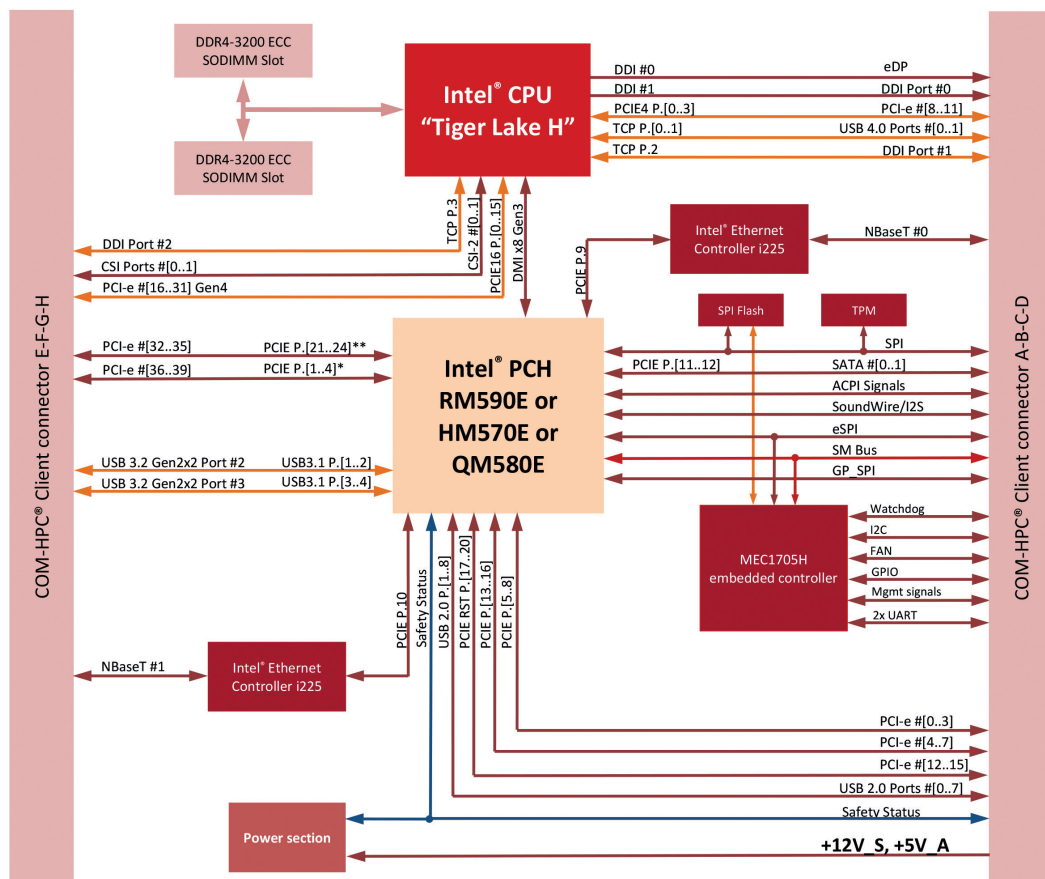 COM-HPC® Client connector E-F-G-H
DDR4-3200 ECC
SODIMM Slot
DDR4-3200 ECC
SODIMM Slot
Intel® CPU
“Tiger Lake H”
DDI #0
eDP
DDI #1
DDI Port #0
PCIE4 P.[0..3]
PCI-e #[8..11]
TCP P.[0..1]
USB 4.0 Ports #[0..1]
TCP P.2
DDI Port #1
COM-HPC® Client connector A-B-C-D
TCP P.3
CSI-2 #[0..1]
PCIE16 P.[0..15]
DMI x8 Gen3
DDI Port #2
CSI Ports #[0..1]
PCI-e #[16..31] Gen4
PCIE P.9
Intel® Ethernet
Controller i225
NBaseT #0
SPI Flash
TPM
PCI-e #[32..35]
PCIE P.[21..24]**
PCI-e #[36..39]
PCIE P.[1..4]*
Intel® PCH
RM590E or
HM570E or
QM580E
SPI
PCIE P.[11..12]
SATA #[0..1]
ACPI Signals
SoundWire/I2S
eSPI
SM Bus
GP_SPI
USB 3.2 Gen2x2 Port #2
USB3.1 P.[1..2]
USB 3.2 Gen2x2 Port #3
USB3.1 P.[3..4]
MEC1705H
embedded controller
Watchdog
I2C
FAN
GPIO
Mgmt signals
2x UART
PCIE P.10
Safety Status
USB 2.0 P.[1..8]
PCIE RST P.[17..20]
PCIE P.[13..16]
PCIE P.[5..8]
NBaseT #1
Intel® Ethernet
Controller i225
PCI-e #[0..3]
PCI-e #[4..7]
PCI-e #[12..15]
USB 2.0 Ports #[0..7]
Safety Status
Power section
+12V_S, +5V_A